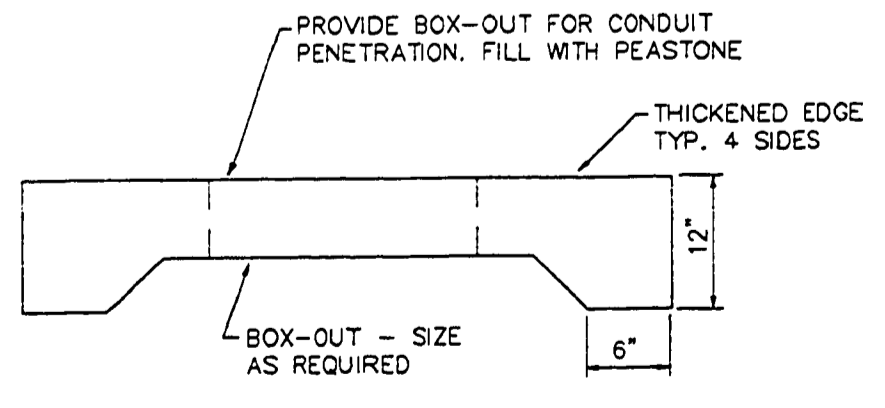 PROVIDE BOX-OUT FOR CONDUIT
PENETRATION. FILL WITH PEASTONE
THICKENED EDGE
TYP. 4 SIDES
12"
BOX-OUT - SIZE
AS REQUIRED
6"